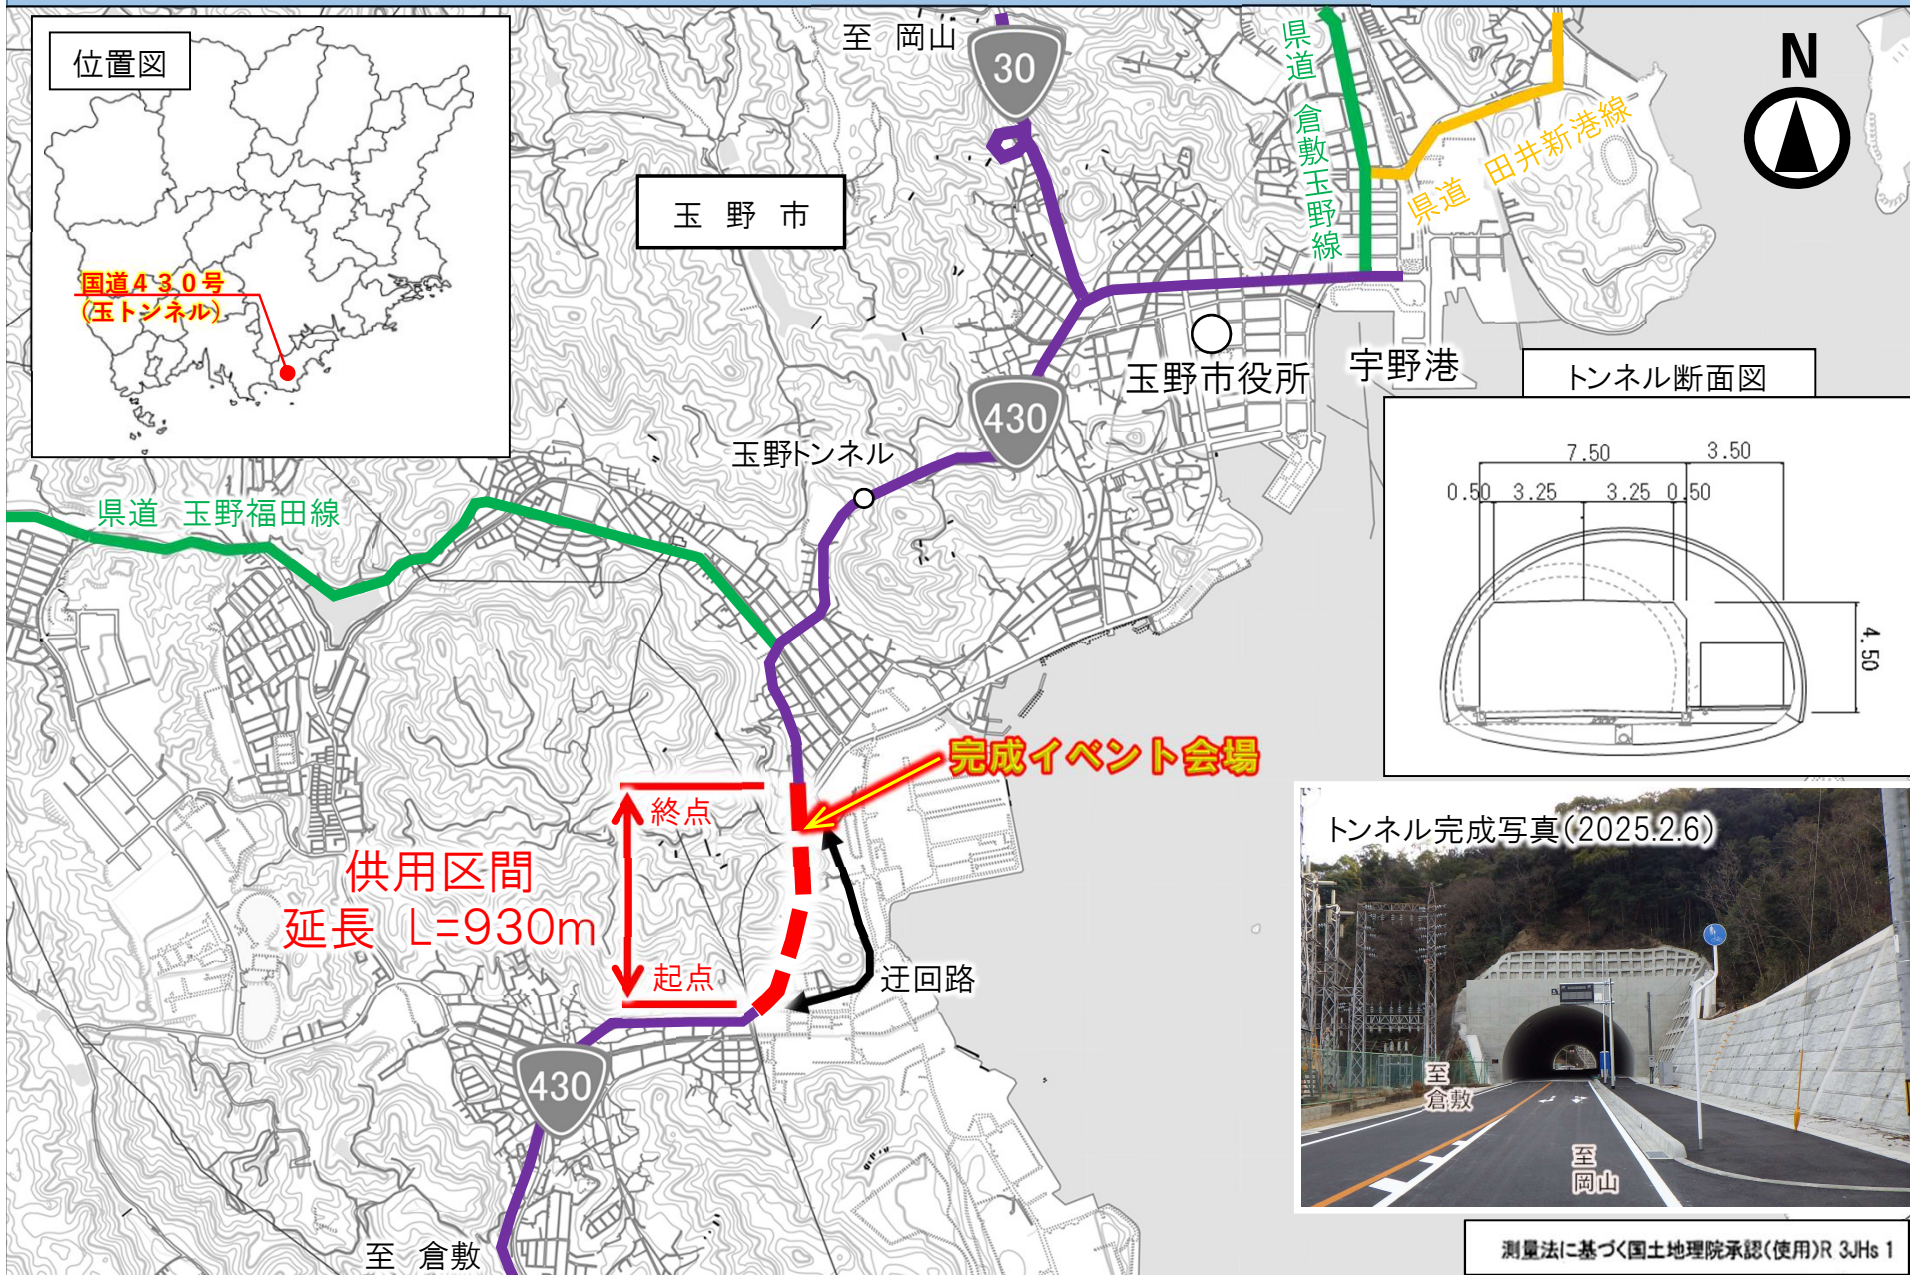 位置図
国道430号
(玉トンネル)
至 岡山
30
県道 倉敷玉野線
県道 田井新港線
N
玉野市
玉野市役所
宇野港
430
玉野トンネル
県道 玉野福田線
トンネル断面図
7.50
3.50
0.50
3.25
3.25
0.50
4.50
完成イベント会場
終点
供用区間
延長 L=930m
起点
迂回路
430
至 倉敷
トンネル完成写真(2025.2.6)
至
倉敷
至
岡山
測量法に基づく国土地理院承認(使用)R 3JHs 1